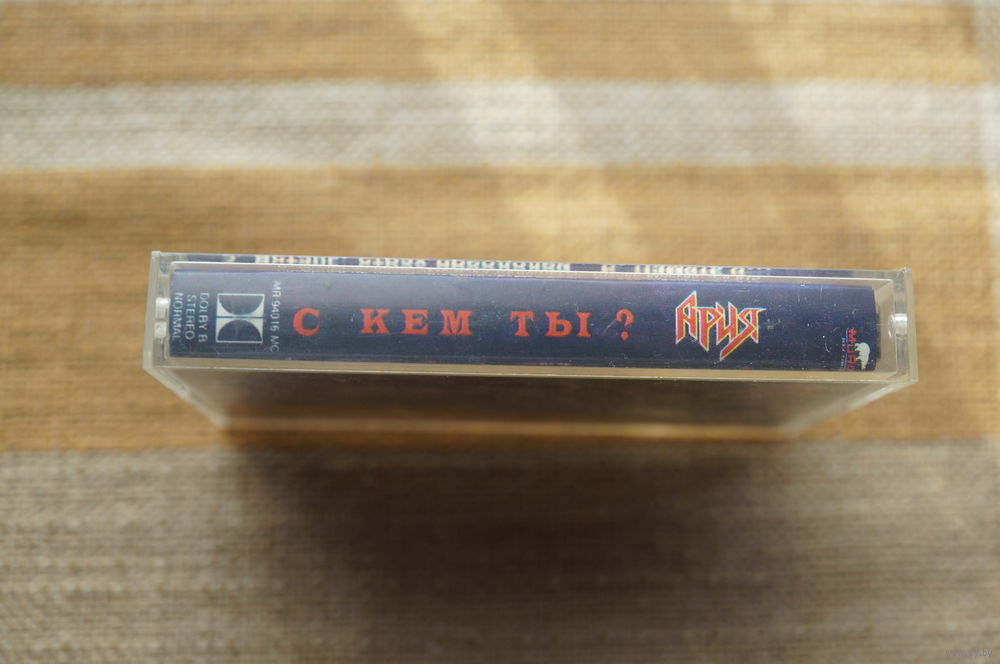 DOLBY B
STEREO
NORMAL
MR 94016 MC
С КЕМ ТЫ ?
АРИЯ